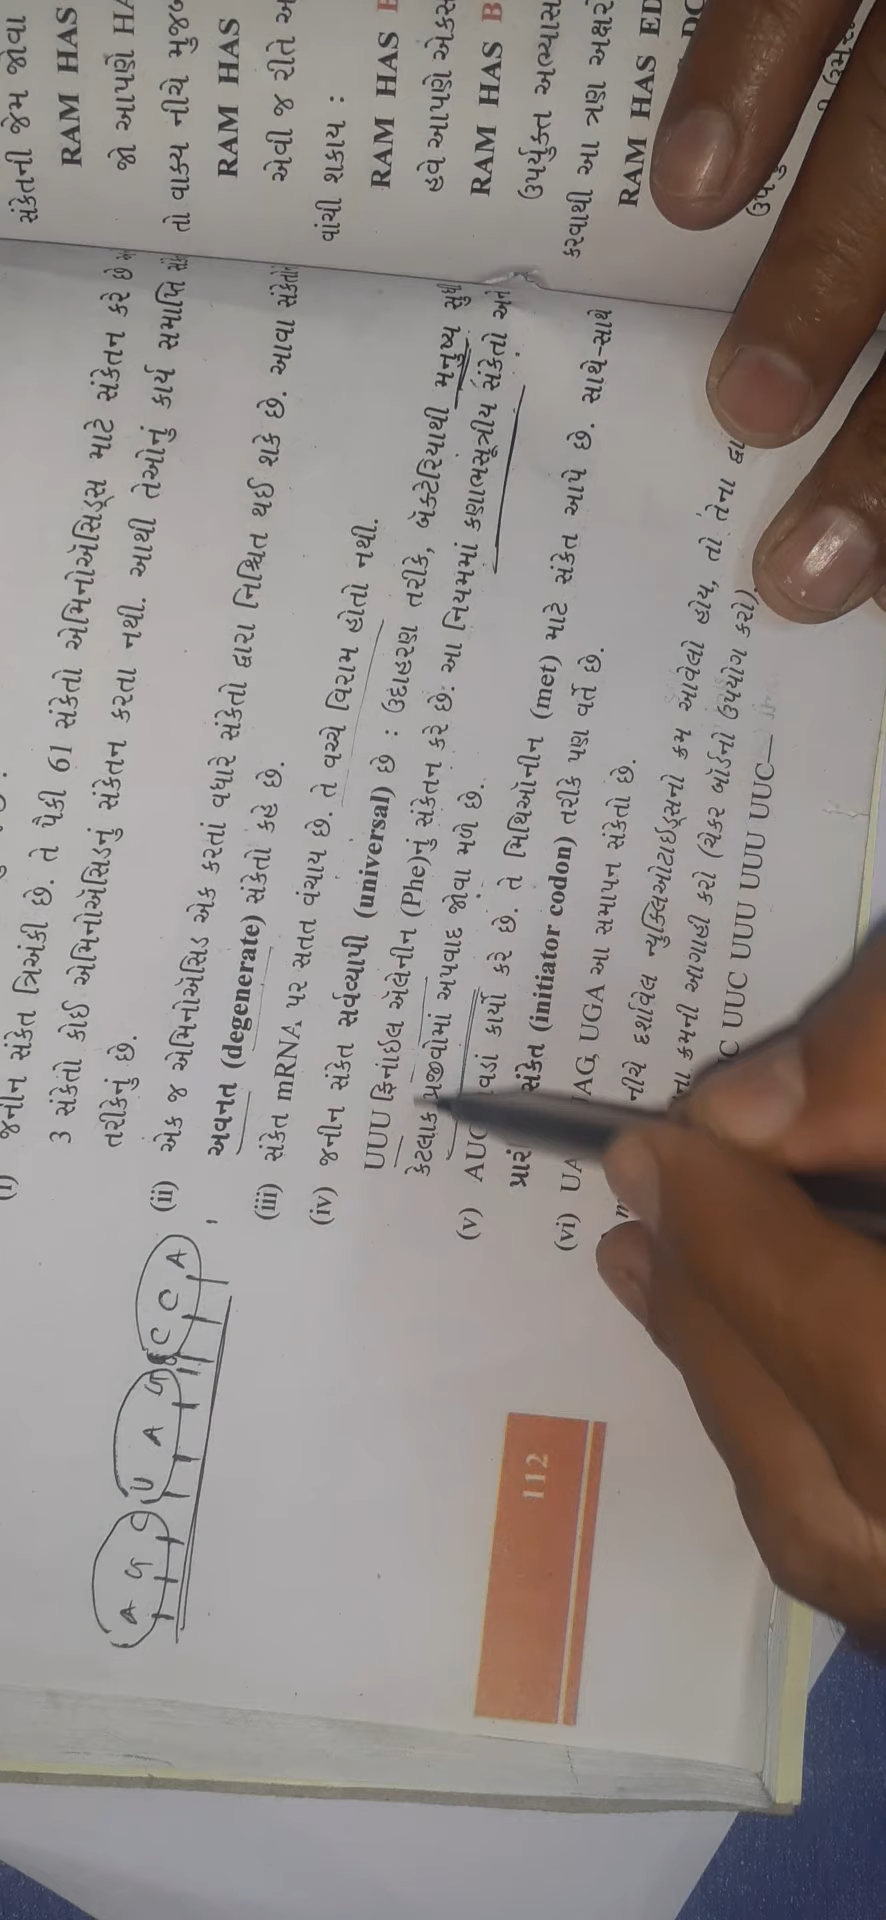 જનીન સંકેત ત્રિઅંકી છે. તે પૈકી 61 સંકેતો એમિનોઍસિડ્સ માટે સંકેતન કરે છે
3 સંકેતો કોઈ એમિનોઍસિડનું સંકેતન કરતા નથી. આથી તેઓનું કાર્ય સમાપ્તિ
તરીકેનું છે.
(ii) એક જ એમિનોઍસિડ એક કરતાં વધારે સંકેતો દ્વારા નિશ્ચિત થઈ શકે છે. આવા સંકેતોને
અવનત (degenerate) સંકેતો કહે છે.
(iii) સંકેત mRNA પર સતત વંચાય છે. તે વચ્ચે વિરામ હોતો નથી.
(iv) જનીન સંકેત સર્વવ્યાપી (universal) છે : ઉદાહરણ તરીકે, બૅક્ટેરિયાથી મનુષ્ય સુધી
UUU ફિનાઇલ ઍલેનીન (Phe)નું સંકેતન કરે છે. આ નિયમમાં કણાભસૂત્રીય સંકેતો અને
કેટલાક પ્રજીવોમાં અપવાદ જોવા મળે છે.
(v) AUG કાર્યો કરે છે. તે મિથિઓનીન (met) માટે સંકેત આપે છે. સાથે-સાથે
સંકેત (initiator codon) તરીકે પણ વર્તે છે.
(vi) UAG, UGA આ સમાપન સંકેતો છે.
નીચે દર્શાવેલ ન્યુક્લિઓટાઇડ્સનો ક્રમ આવેલો હોય, તો તેના
ક્રમની આગાહી કરો (ચેકર બોર્ડનો ઉપયોગ કરો)
UUC UUU UUU UUC—
A G C U A G C C A
112
સંકેતની જેમ જોવા
RAM HAS
જો આપણે
તો વાક્ય નીચે મુજબ
RAM HAS
એવી જ રીતે
વાંચી શકાય :
RAM HAS
હવે આપણે એકસ
RAM HAS B
ઉપર્યુક્ત અભ્યાસ
કરવાથી આ ત્રણ અક્ષરે
RAM HAS ED